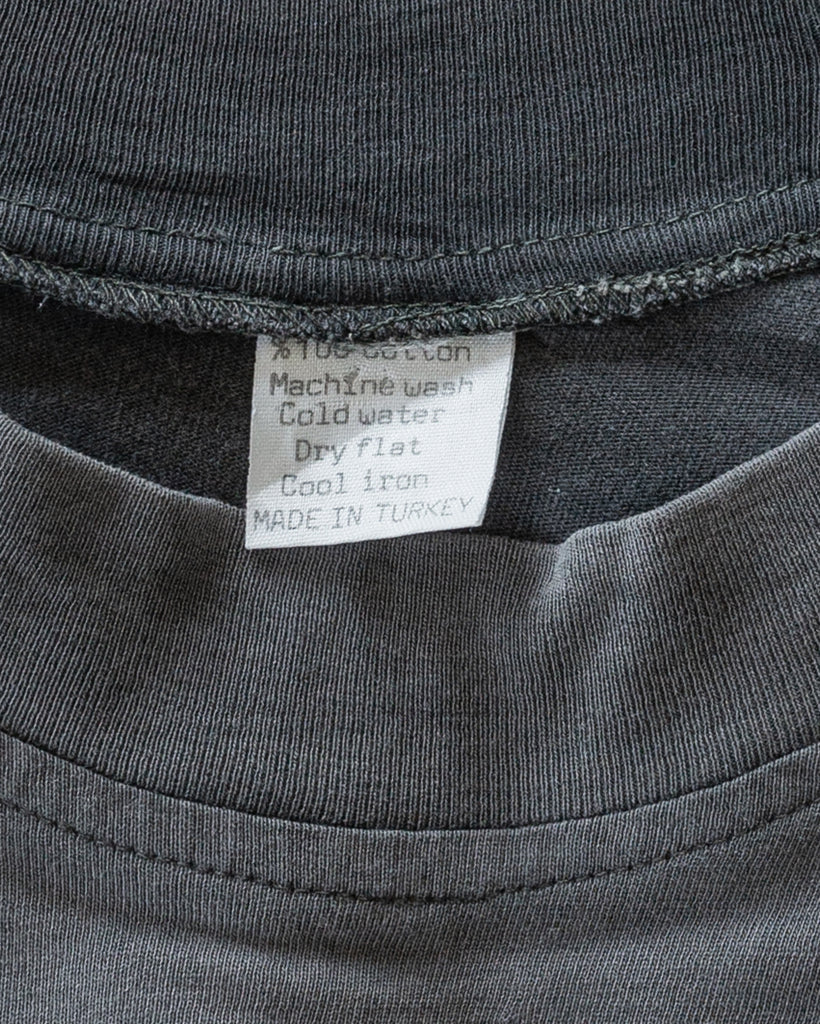 %100 Cotton
Machine wash
Cold water
Dry flat
Cool iron
MADE IN TURKEY